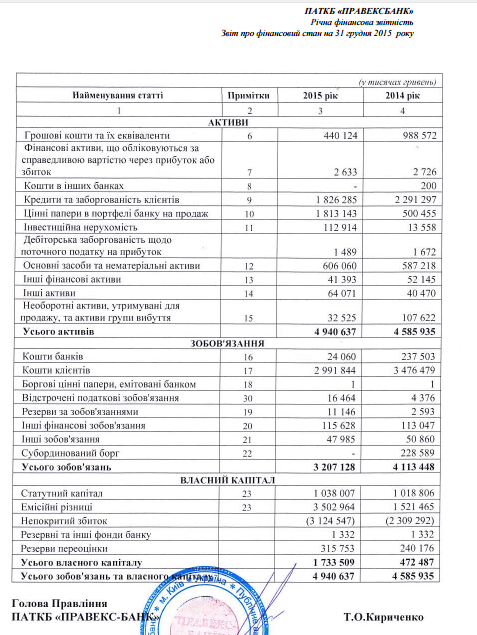 ПАТКБ «ПРАВЕКСБАНК»
Річна фінансова звітність
Звіт про фінансовий стан на 31 грудня 2015 року
(у тисячах гривень)
Найменування статті Примітки 2015 рік 2014 рік
1 2 3 4
АКТИВИ
Грошові кошти та їх еквіваленти 6 440 124 988 572
Фінансові активи, що обліковуються за
справедливою вартістю через прибуток або
збиток 7 2 633 2 726
Кошти в інших банках 8 - 200
Кредити та заборгованість клієнтів 9 1 826 285 2 291 297
Цінні папери в портфелі банку на продаж 10 1 813 143 500 455
Інвестиційна нерухомість 11 112 914 13 558
Дебіторська заборгованість щодо
поточного податку на прибуток 1 489 1 672
Основні засоби та нематеріальні активи 12 606 060 587 218
Інші фінансові активи 13 41 393 52 145
Інші активи 14 64 071 40 470
Необоротні активи, утримувані для
продажу, та активи групи вибуття 15 32 525 107 622
Усього активів 4 940 637 4 585 935
ЗОБОВ'ЯЗАННЯ
Кошти банків 16 24 060 237 503
Кошти клієнтів 17 2 991 844 3 476 479
Боргові цінні папери, емітовані банком 18 1 1
Відстрочені податкові зобов'язання 30 16 464 4 376
Резерви за зобов'язаннями 19 11 146 2 593
Інші фінансові зобов'язання 20 115 628 113 047
Інші зобов'язання 21 47 985 50 860
Субординований борг 22 - 228 589
Усього зобов'язань 3 207 128 4 113 448
ВЛАСНИЙ КАПІТАЛ
Статутний капітал 23 1 038 007 1 018 806
Емісійні різниці 23 3 502 964 1 521 465
Непокритий збиток (3 124 547) (2 309 292)
Резервні та інші фонди банку 1 332 1 332
Резерви переоцінки 315 753 240 176
Усього власного капіталу 1 733 509 472 487
Усього зобов'язань та власного капіталу 4 940 637 4 585 935
Голова Правління
ПАТКБ «ПРАВЕКС-БАНК» Т.О.Кириченко
м. Київ * Україна * Публічне